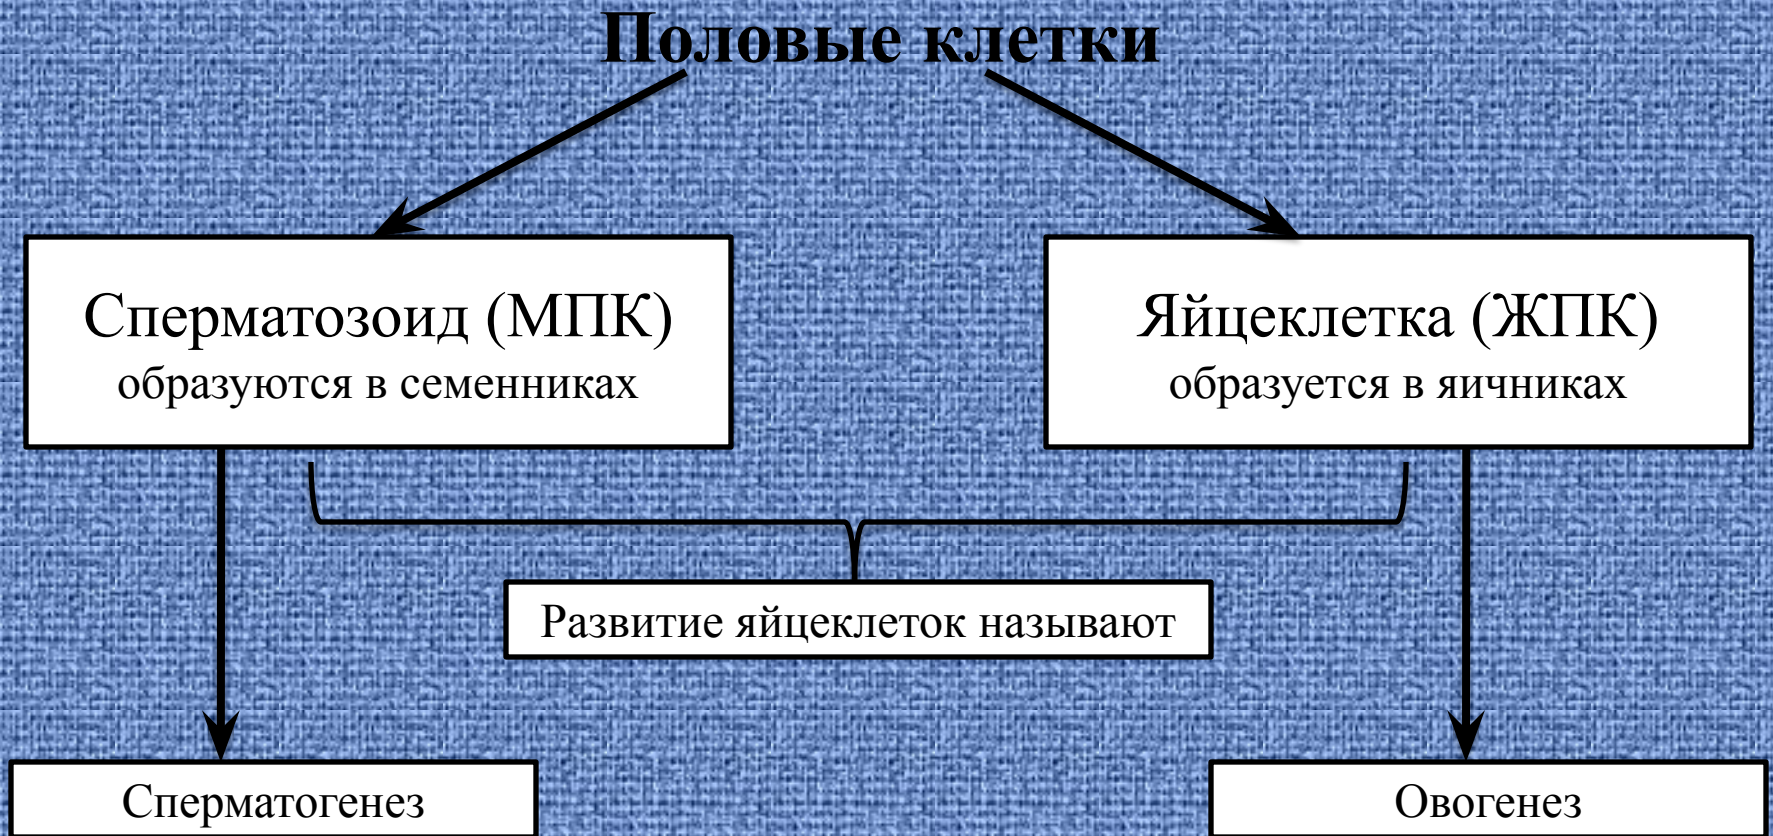 Половые клетки
Сперматозоид (МПК)
образуются в семенниках
Яйцеклетка (ЖПК)
образуется в яичниках
Развитие яйцеклеток называют
Сперматогенез
Овогенез